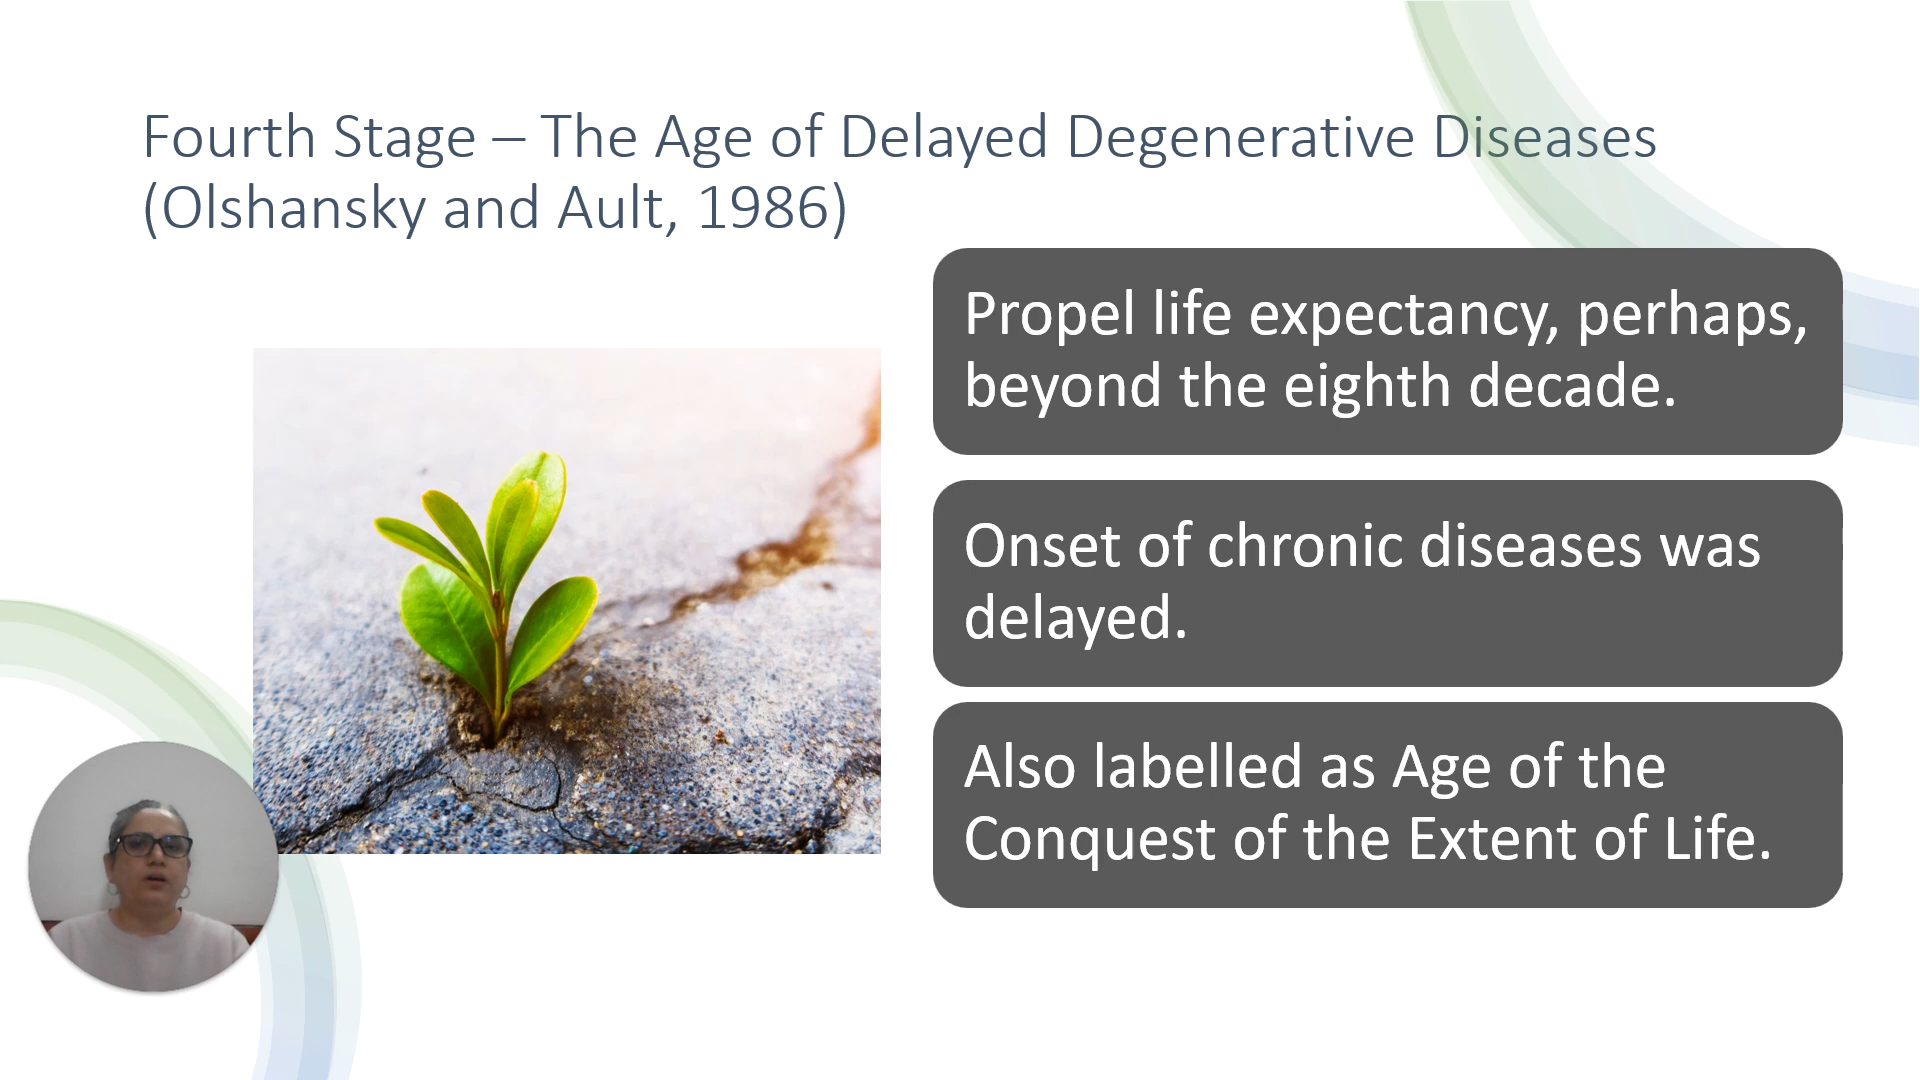 Fourth Stage – The Age of Delayed Degenerative Diseases
(Olshansky and Ault, 1986)
Propel life expectancy, perhaps,
beyond the eighth decade.
Onset of chronic diseases was
delayed.
Also labelled as Age of the
Conquest of the Extent of Life.